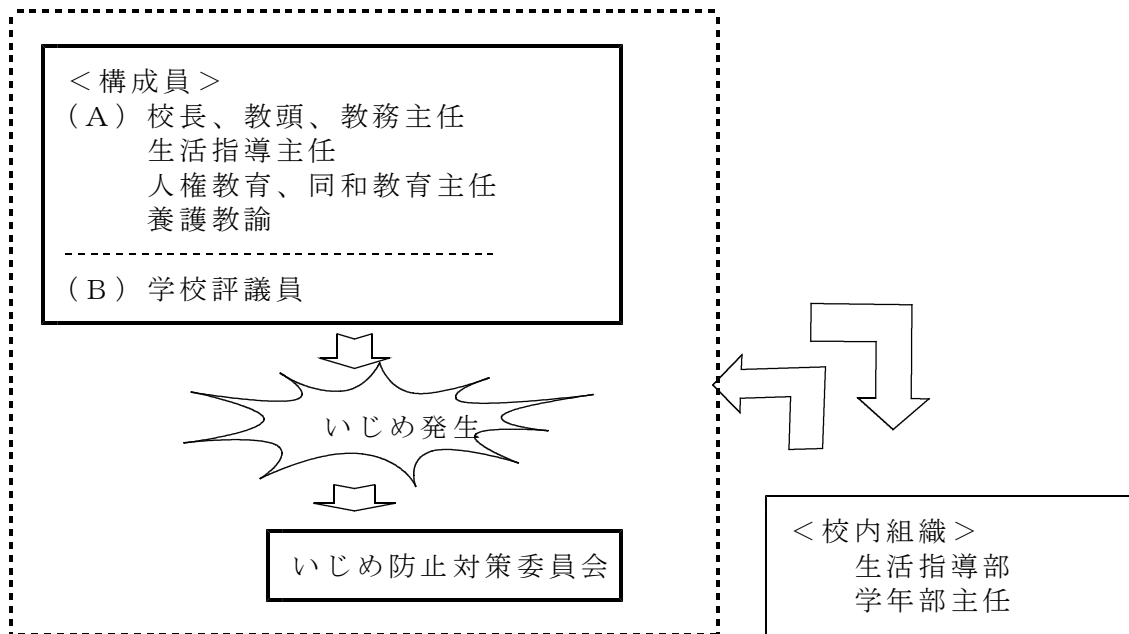 ＜構成員＞
（Ａ）校長、教頭、教務主任
生活指導主任
人権教育、同和教育主任
養護教諭
（Ｂ）学校評議員
いじめ発生
いじめ防止対策委員会
＜校内組織＞
生活指導部
学年部主任